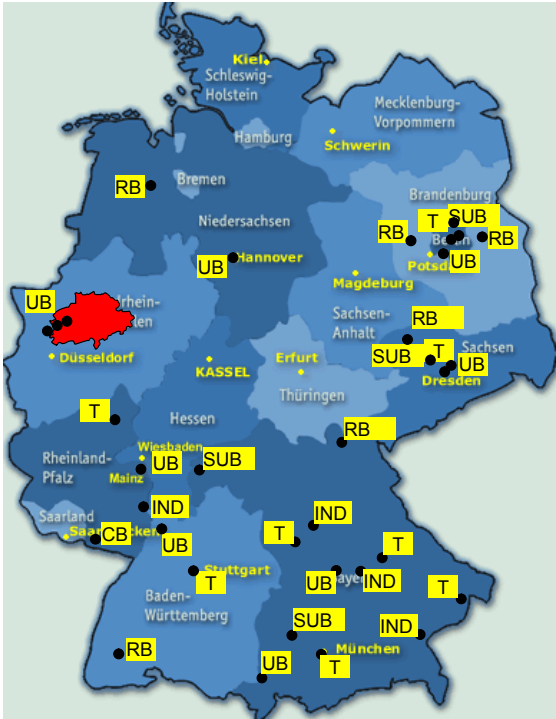 Kiel
Schleswig-
Holstein
Mecklenburg-
Vorpommern
Hamburg
Schwerin
RB
Bremen
Brandenburg
Niedersachsen
T
SUB
RB
RB
UB
Hannover
Potsd
UB
Magdeburg
UB
Sachsen-
Anhalt
RB
Düsseldorf
KASSEL
Erfurt
SUB
T
Sachsen
UB
Dresden
Thüringen
T
Hessen
RB
Wiesbaden
Rheinland-
Pfalz
Mainz
UB
SUB
IND
IND
Saarland
CB
UB
T
T
Stuttgart
T
UB
IND
T
Baden-
Württemberg
SUB
IND
RB
München
T
UB